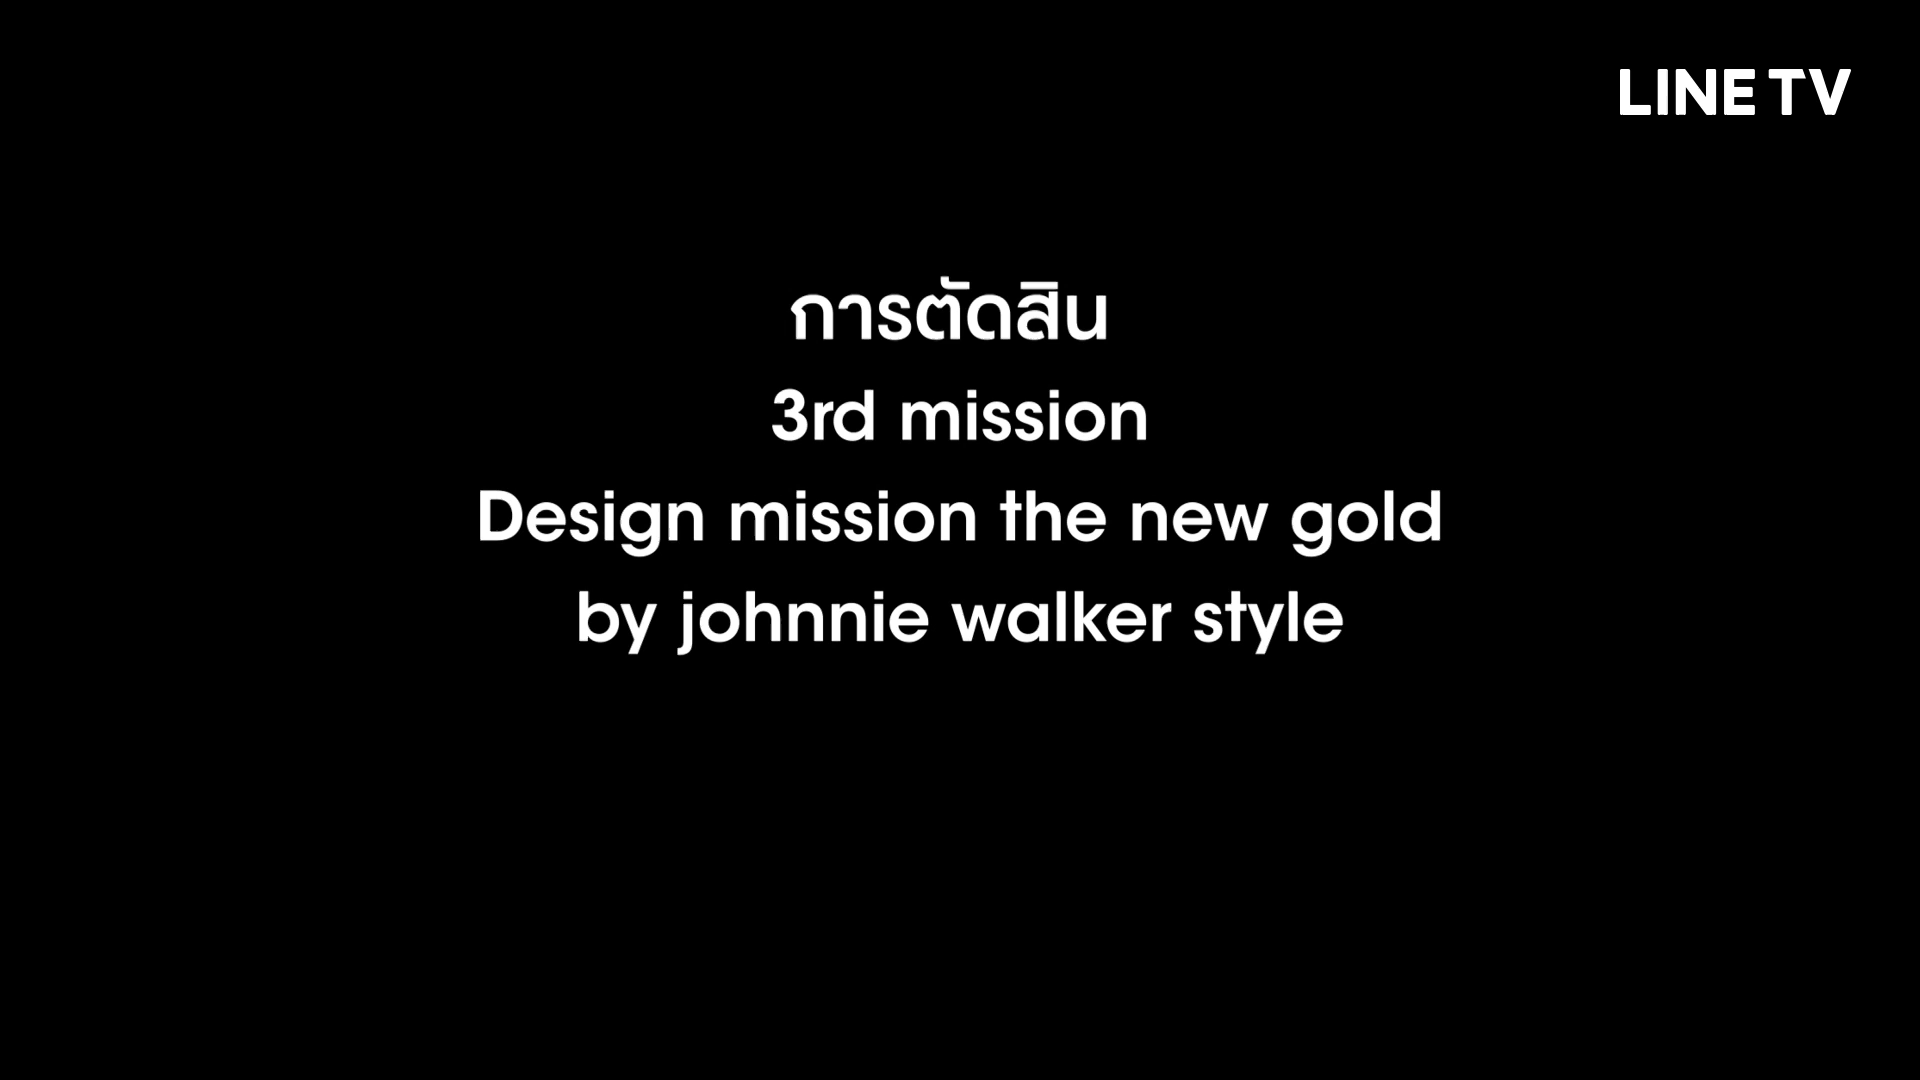 LINE TV
การตัดสิน
3rd mission
Design mission the new gold
by johnnie walker style